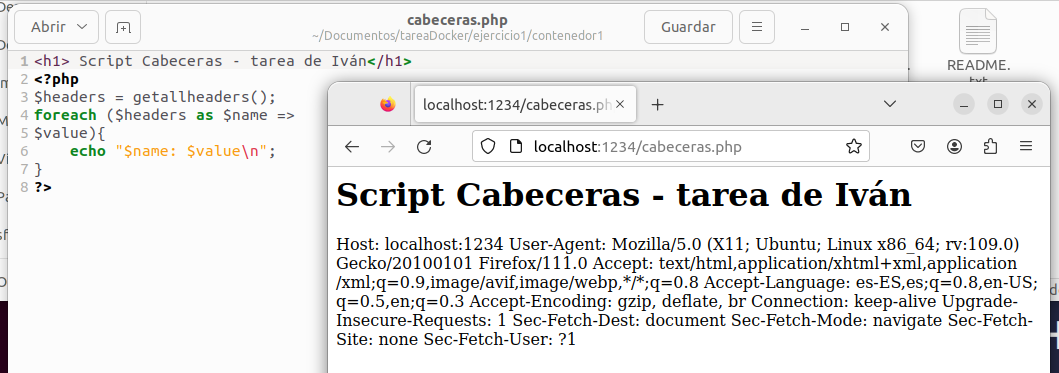 Abrir
cabeceras.php
~/Documentos/tareaDocker/ejercicio1/contenedor1
Guardar
1 <h1> Script Cabeceras - tarea de Iván</h1>
2 <?php
3 $headers = getallheaders();
4 foreach ($headers as $name =>
5 $value){
6     echo "$name: $value\n";
7 }
8 ?>
README.
localhost:1234/cabeceras.ph
localhost:1234/cabeceras.php
Script Cabeceras - tarea de Iván
Host: localhost:1234 User-Agent: Mozilla/5.0 (X11; Ubuntu; Linux x86_64; rv:109.0)
Gecko/20100101 Firefox/111.0 Accept: text/html,application/xhtml+xml,application
/xml;q=0.9,image/avif,image/webp,*/*;q=0.8 Accept-Language: es-ES,es;q=0.8,en-US;
q=0.5,en;q=0.3 Accept-Encoding: gzip, deflate, br Connection: keep-alive Upgrade-
Insecure-Requests: 1 Sec-Fetch-Dest: document Sec-Fetch-Mode: navigate Sec-Fetch-
Site: none Sec-Fetch-User: ?1